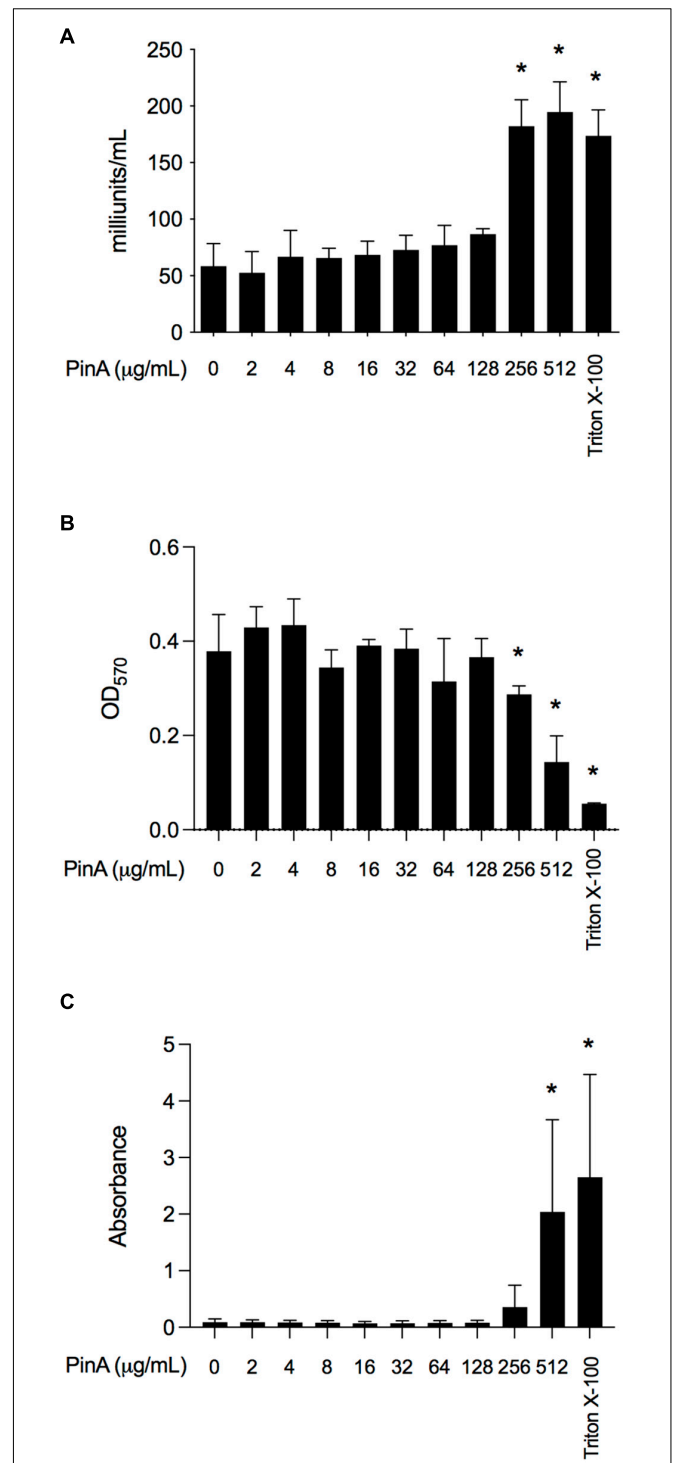 A
250
200
150
100
50
0
milliunits/mL
* * *
PinA (µg/mL) 0 2 4 8 16 32 64 128 256 512 Triton X-100
B
0.6
0.4
0.2
0.0
OD570
* * *
PinA (µg/mL) 0 2 4 8 16 32 64 128 256 512 Triton X-100
C
5
4
3
2
1
0
Absorbance
* *
PinA (µg/mL) 0 2 4 8 16 32 64 128 256 512 Triton X-100